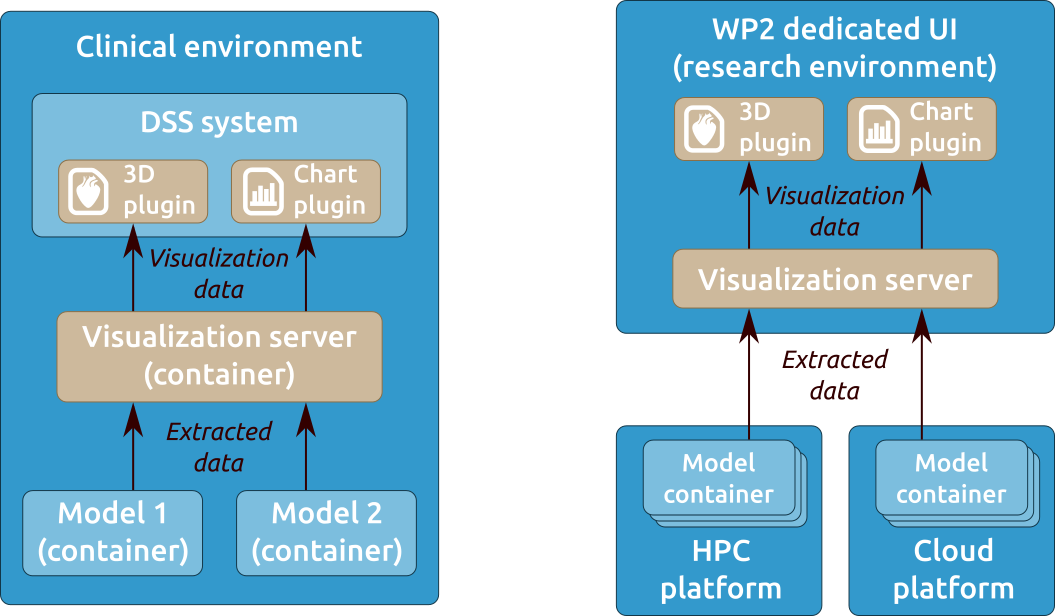 Clinical environment
DSS system
3D
plugin
Chart
plugin
Visualization
data
Visualization server
(container)
Extracted
data
Model 1
(container)
Model 2
(container)
WP2 dedicated UI
(research environment)
3D
plugin
Chart
plugin
Visualization
data
Visualization server
Extracted
data
Model
container
HPC
platform
Model
container
Cloud
platform